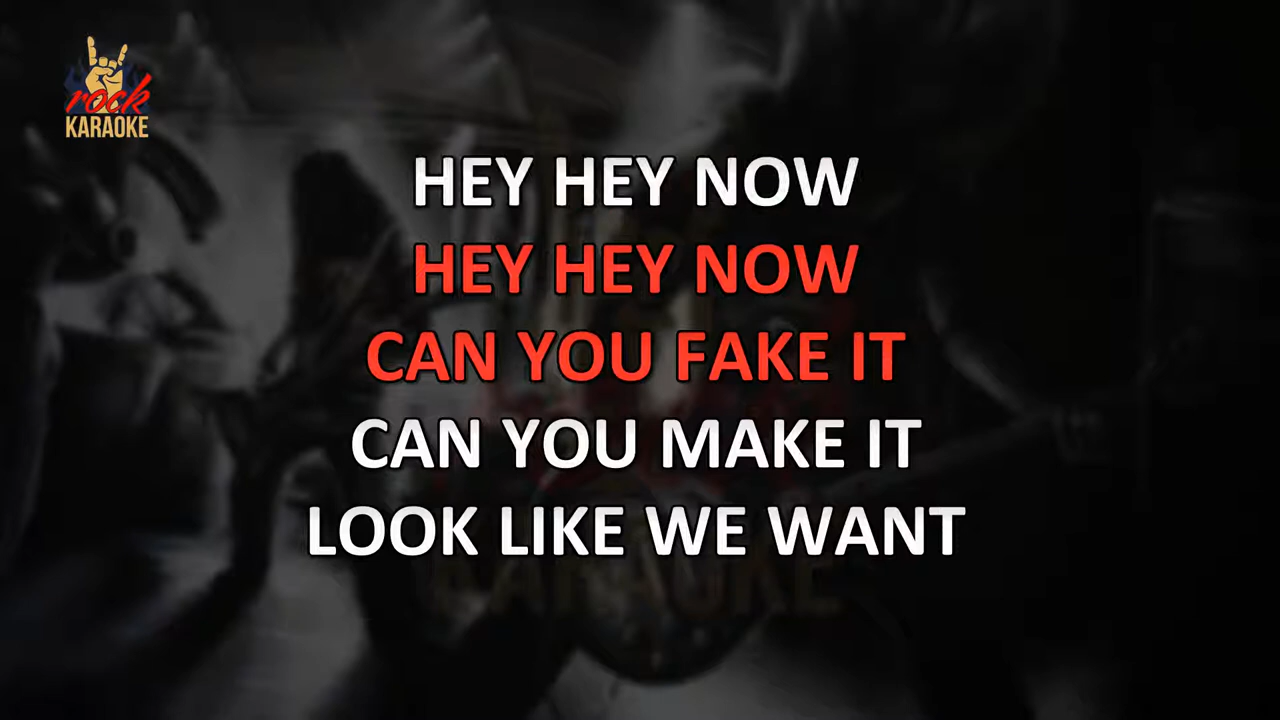 rock
KARAOKE
HEY HEY NOW
HEY HEY NOW
CAN YOU FAKE IT
CAN YOU MAKE IT
LOOK LIKE WE WANT
KARAOKE